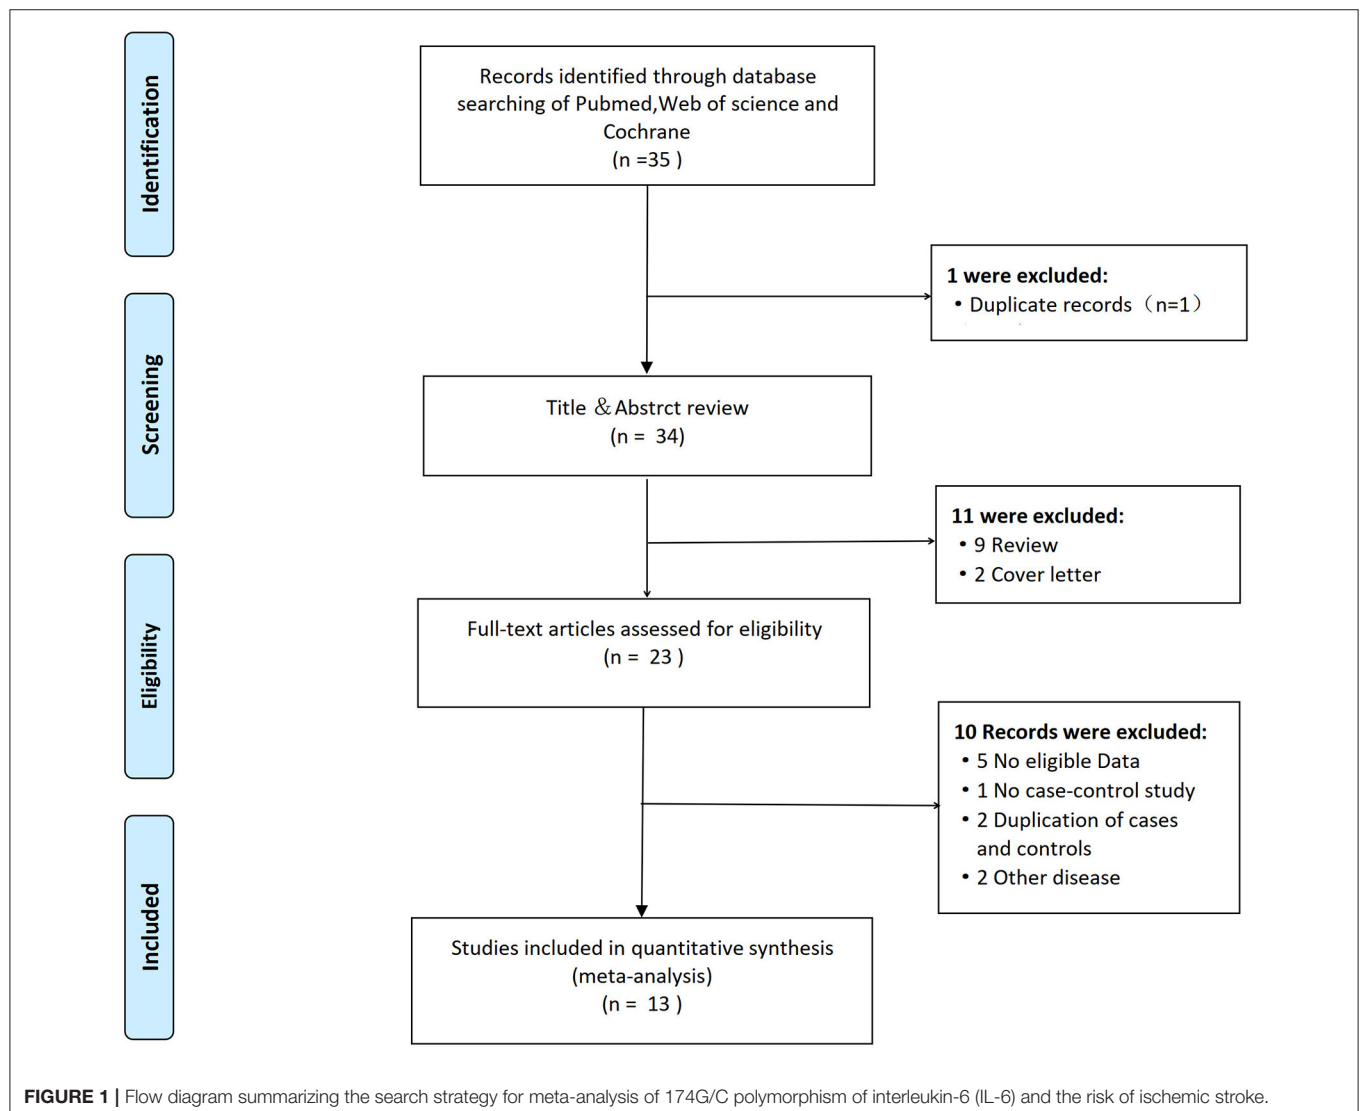 Identification
Records identified through database
searching of Pubmed,Web of science and
Cochrane
(n =35 )
1 were excluded:
• Duplicate records（n=1）
Screening
Title ＆Abstrct review
(n = 34)
11 were excluded:
• 9 Review
• 2 Cover letter
Eligibility
Full-text articles assessed for eligibility
(n = 23 )
10 Records were excluded:
• 5 No eligible Data
• 1 No case-control study
• 2 Duplication of cases
and controls
• 2 Other disease
Included
Studies included in quantitative synthesis
(meta-analysis)
(n = 13 )
FIGURE 1 | Flow diagram summarizing the search strategy for meta-analysis of 174G/C polymorphism of interleukin-6 (IL-6) and the risk of ischemic stroke.